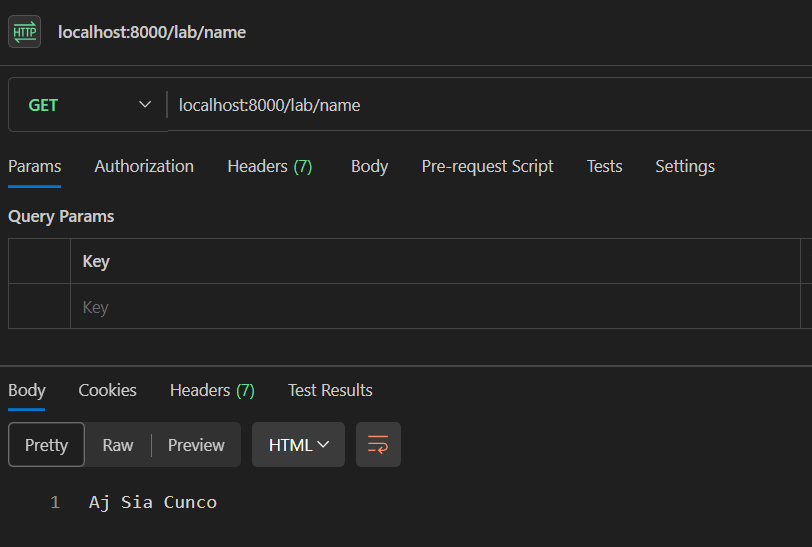 HTTP localhost:8000/lab/name
GET localhost:8000/lab/name
Params Authorization Headers (7) Body Pre-request Script Tests Settings
Query Params
Key
Key
Body Cookies Headers (7) Test Results
Pretty Raw Preview HTML
1 Aj Sia Cunco